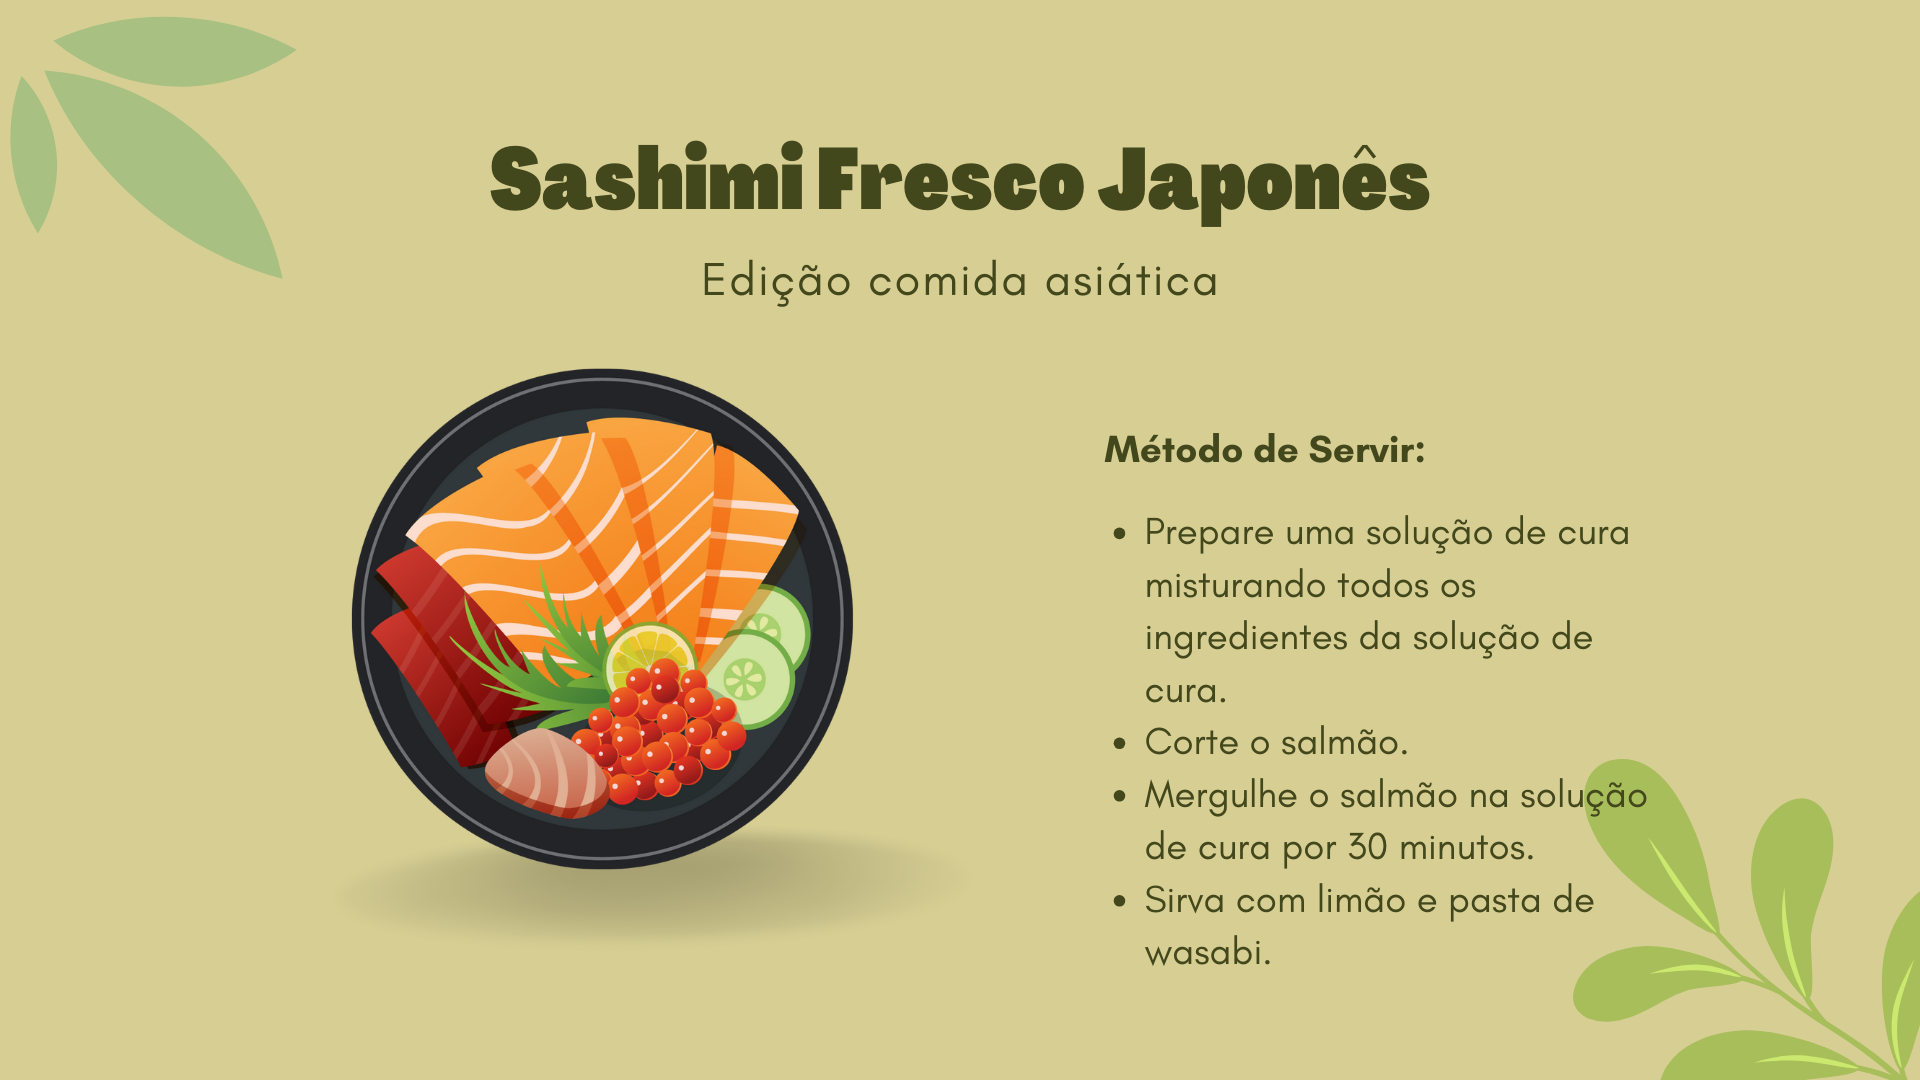 Sashimi Fresco Japonês
Edição comida asiática
Método de Servir:
• Prepare uma solução de cura
misturando todos os
ingredientes da solução de
cura.
• Corte o salmão.
• Mergulhe o salmão na solução
de cura por 30 minutos.
• Sirva com limão e pasta de
wasabi.